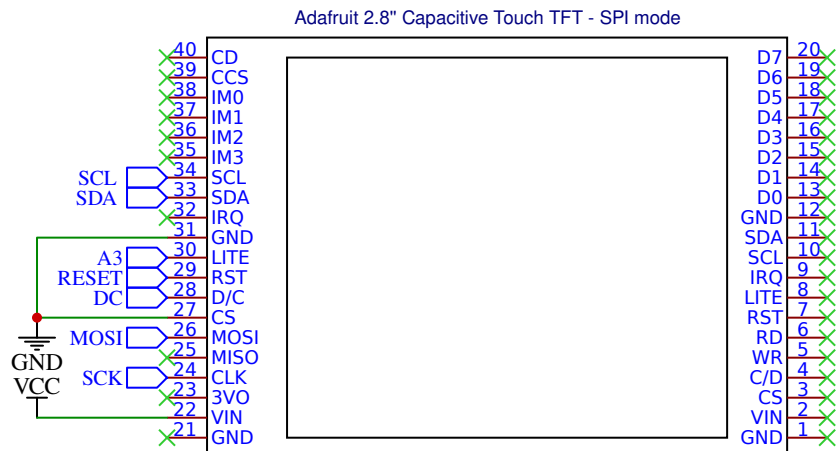 Adafruit 2.8" Capacitive Touch TFT - SPI mode
40 CD D7 20
39 CCS D6 19
38 IM0 D5 18
37 IM1 D4 17
36 IM2 D3 16
35 IM3 D2 15
SCL 34 SCL D1 14
SDA 33 SDA D0 13
32 IRQ GND 12
31 GND SDA 11
A3 30 LITE SCL 10
RESET 29 RST IRQ 9
DC 28 D/C LITE 8
27 CS RST 7
MOSI 26 MOSI RD 6
GND 25 MISO WR 5
VCC SCK 24 CLK C/D 4
23 3VO CS 3
22 VIN VIN 2
21 GND GND 1